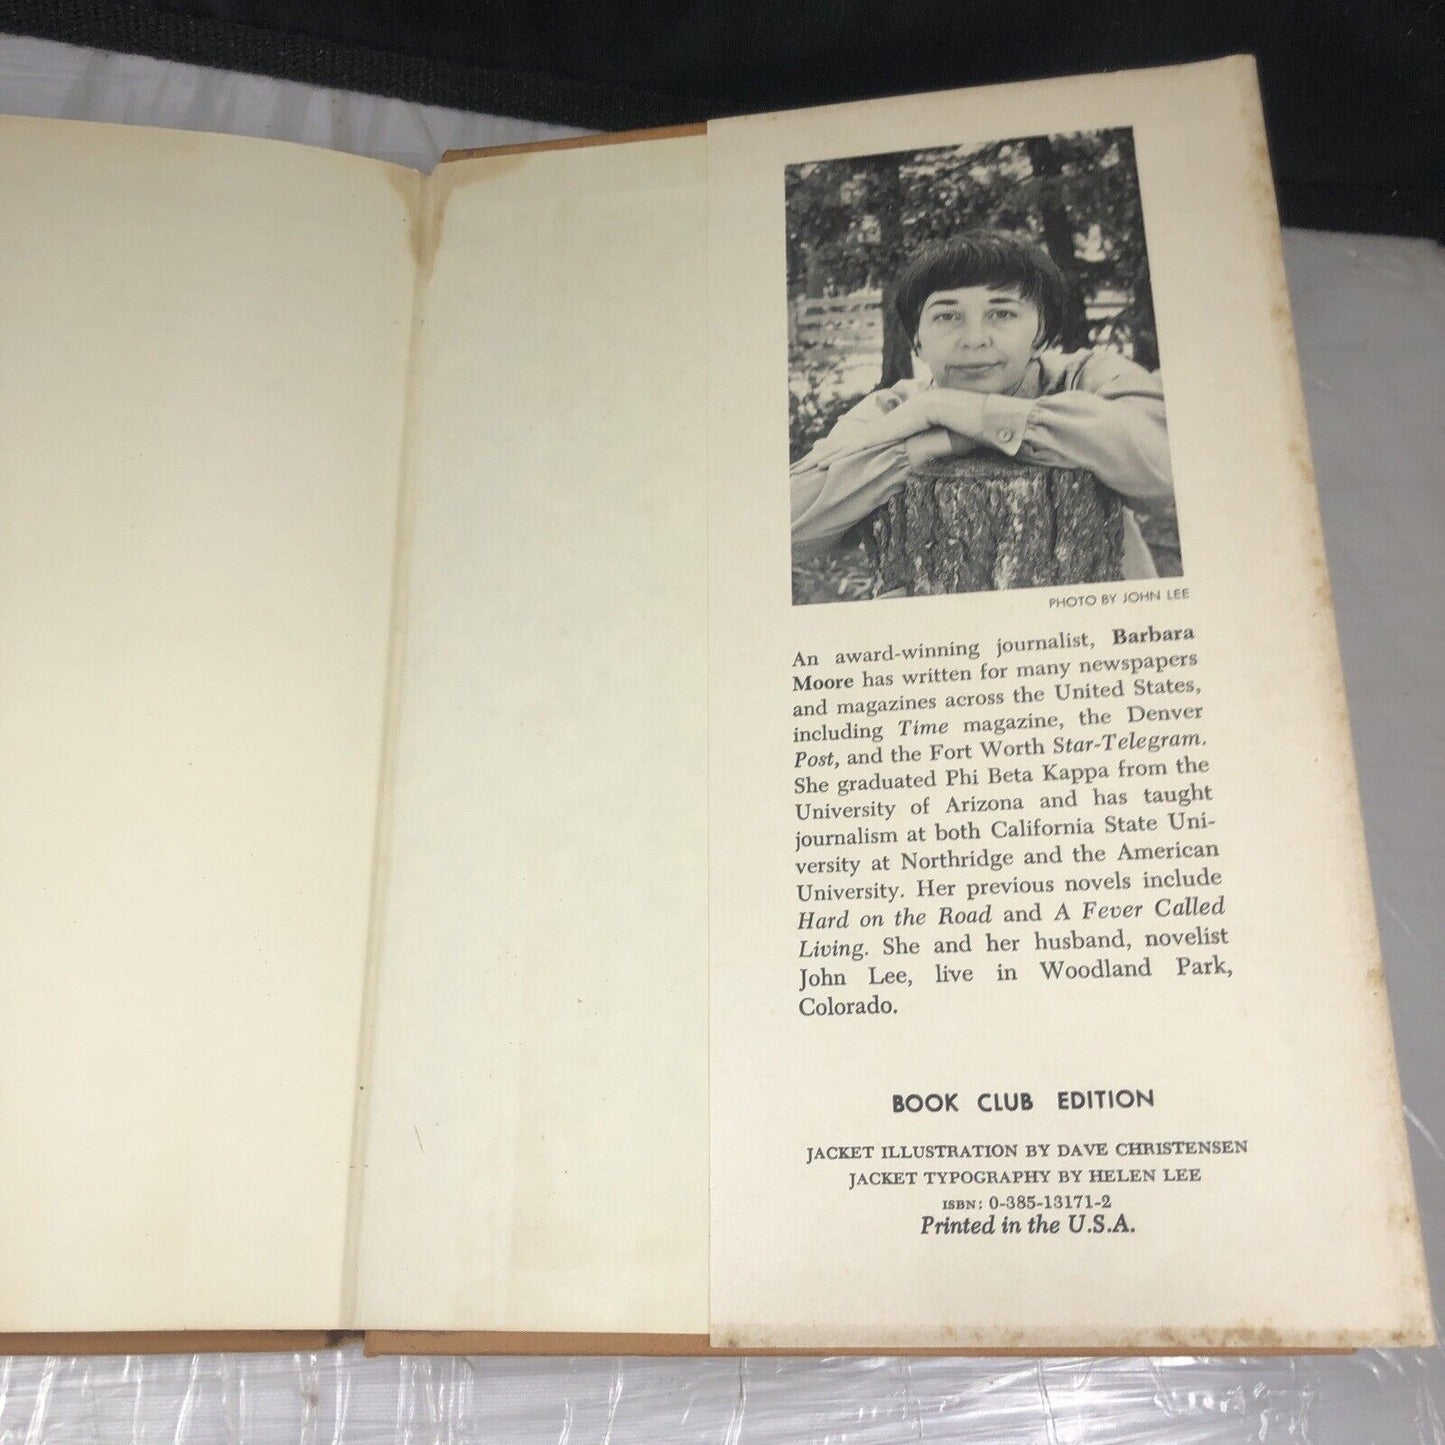 PHOTO BY JOHN LEE
An award-winning journalist, Barbara
Moore has written for many newspapers
and magazines across the United States,
including Time magazine, the Denver
Post, and the Fort Worth Star-Telegram.
She graduated Phi Beta Kappa from the
University of Arizona and has taught
journalism at both California State Uni-
versity at Northridge and the American
University. Her previous novels include
Hard on the Road and A Fever Called
Living. She and her husband, novelist
John Lee, live in Woodland Park,
Colorado.
BOOK CLUB EDITION
JACKET ILLUSTRATION BY DAVE CHRISTENSEN
JACKET TYPOGRAPHY BY HELEN LEE
ISBN: 0-385-13171-2
Printed in the U.S.A.